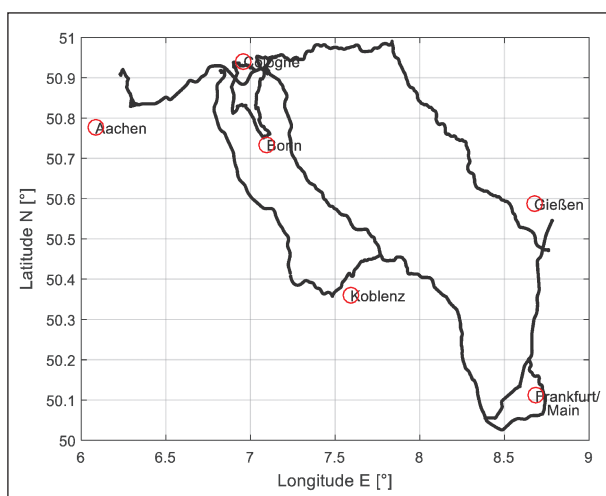 51
50.9
50.8
50.7
50.6
50.5
50.4
50.3
50.2
50.1
50
Latitude N [°]
Cologne
Aachen
Bonn
Gießen
Koblenz
Frankfurt/
Main
6
6.5
7
7.5
8
8.5
9
Longitude E [°]